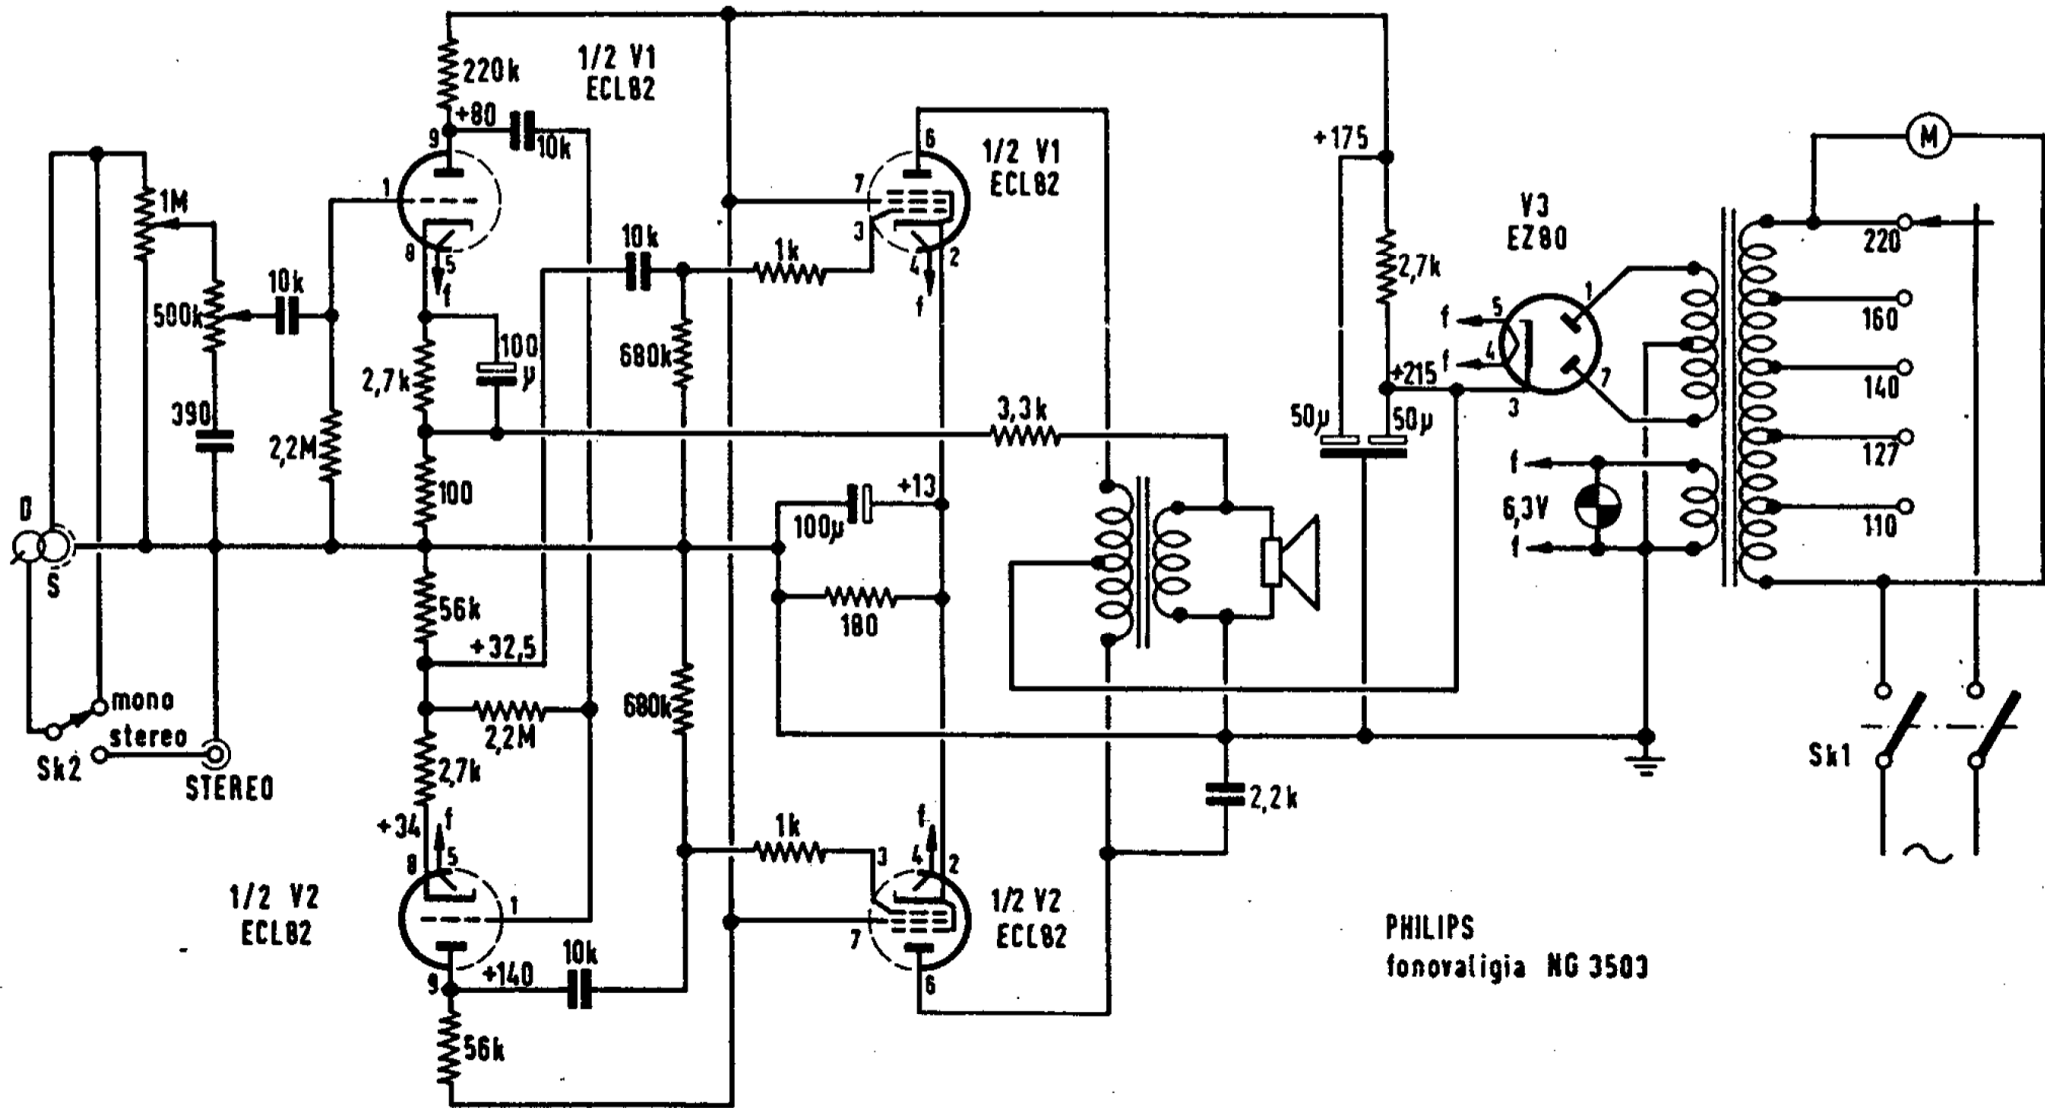 1/2 V1
ECL82
220k
+80
9
10k
1
8
5
f
1M
500k
10k
390
2,2M
2,7k
100
µ
100
D
S
56k
+32,5
2,2M
2,7k
mono
stereo
Sk2
STEREO
+34
f
8
5
1
1/2 V2
ECL82
9
+140
10k
56k
10k
1k
680k
680k
1k
6
7
3
4
2
f
1/2 V1
ECL82
3,3k
100µ
+13
180
f
3
4
2
7
6
1/2 V2
ECL82
2,2k
+175
2,7k
+215
50µ
50µ
V3
EZ80
f
5
f
4
1
7
3
f
6,3V
f
M
220
160
140
127
110
Sk1
PHILIPS
fonovaligia NG 3503